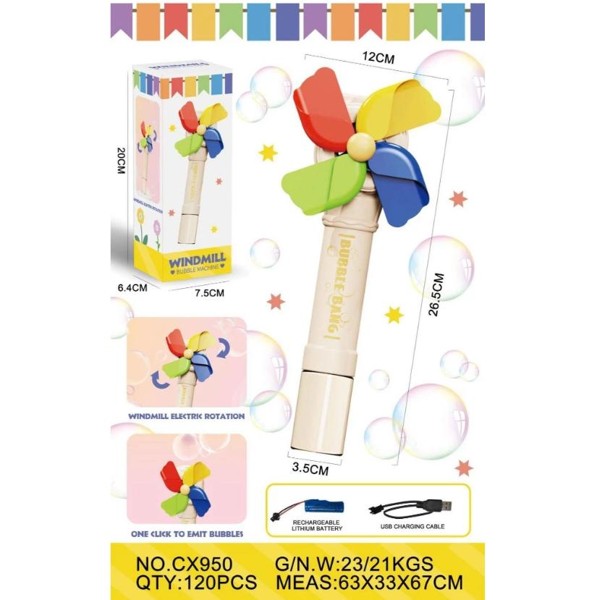 12CM
20CM
WINDMILL
BUBBLE MACHINE
6.4CM
7.5CM
BUBBLE BANG
26.5CM
3.5CM
WINDMILL ELECTRIC ROTATION
ONE CLICK TO EMIT BUBBLES
RECHARGEABLE
LITHIUM BATTERY
USB CHARGING CABLE
NO.CX950
G/N.W:23/21KGS
QTY:120PCS
MEAS:63X33X67CM